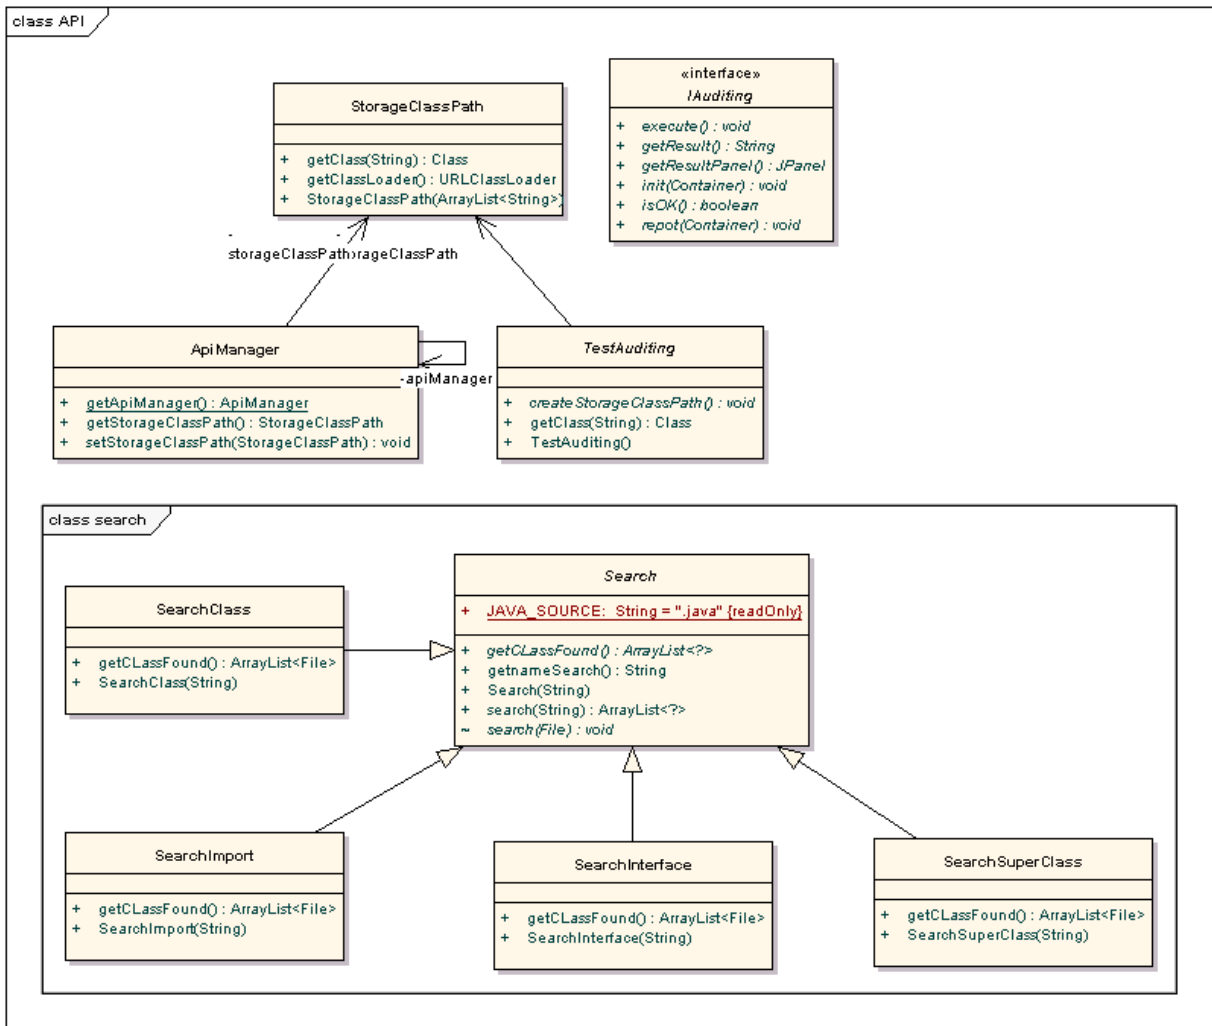 class API
StorageClassPath
+ getClass(String) : Class
+ getClassLoader() : URLClassLoader
+ StorageClassPath(ArrayList<String>)
«interface»
IAuditing
+ execute() : void
+ getResult() : String
+ getResultPanel() : JPanel
+ init(Container) : void
+ isOK() : boolean
+ repot(Container) : void
- -
storageClassPath rageClassPath
ApiManager
+ getApiManager() : ApiManager
+ getStorageClassPath() : StorageClassPath
+ setStorageClassPath(StorageClassPath) : void
-apiManager
TestAuditing
+ createStorageClassPath() : void
+ getClass(String) : Class
+ TestAuditing()
class search
Search
+ JAVA_SOURCE: String = ".java" {readOnly}
+ getCLassFound() : ArrayList<?>
+ getnameSearch() : String
+ Search(String)
+ search(String) : ArrayList<?>
~ search(File) : void
SearchClass
+ getCLassFound() : ArrayList<File>
+ SearchClass(String)
SearchImport
+ getCLassFound() : ArrayList<File>
+ SearchImport(String)
SearchInterface
+ getCLassFound() : ArrayList<File>
+ SearchInterface(String)
SearchSuperClass
+ getCLassFound() : ArrayList<File>
+ SearchSuperClass(String)